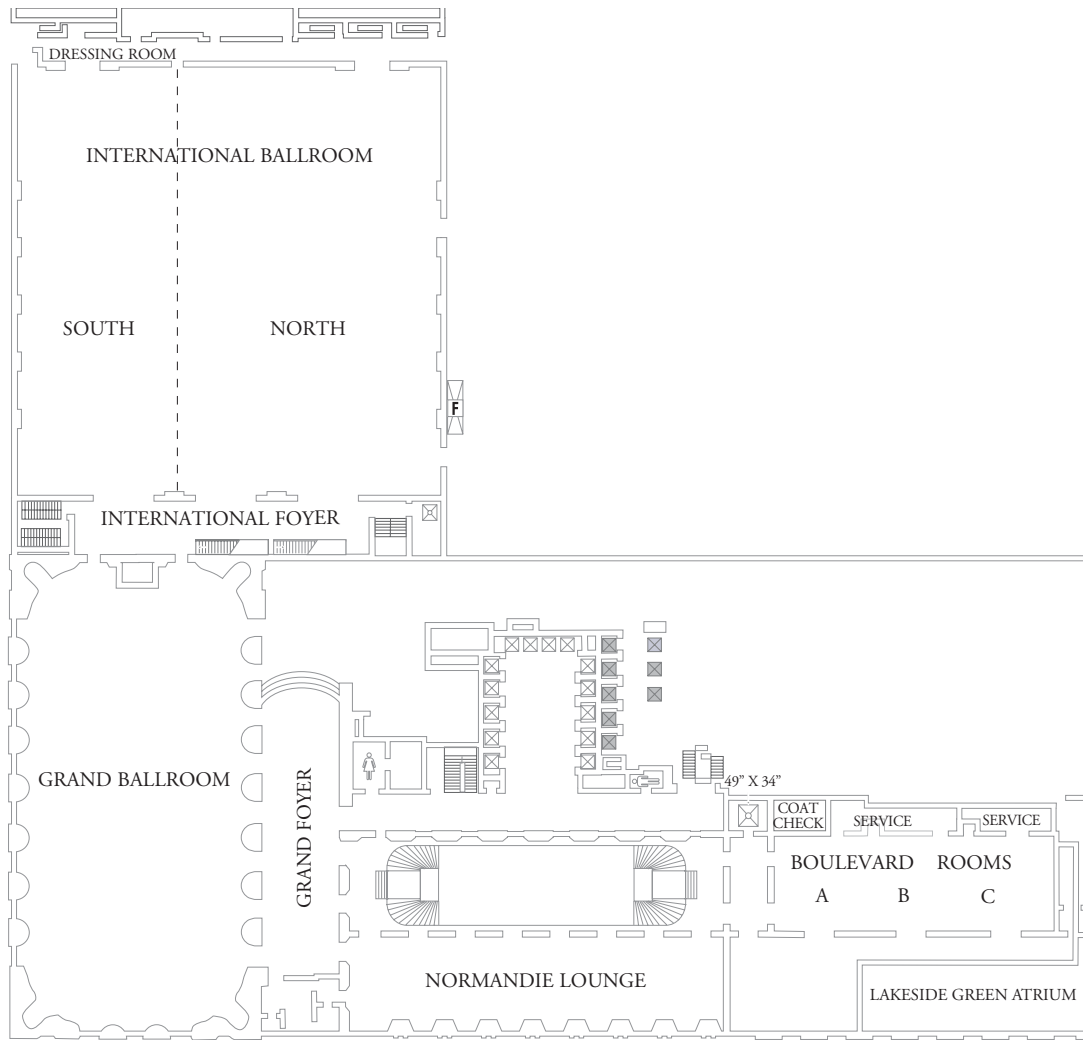 DRESSING ROOM
INTERNATIONAL BALLROOM
SOUTH
NORTH
F
INTERNATIONAL FOYER
GRAND BALLROOM
GRAND FOYER
49” X 34”
COAT
CHECK
SERVICE
SERVICE
BOULEVARD ROOMS
A B C
NORMANDIE LOUNGE
LAKESIDE GREEN ATRIUM